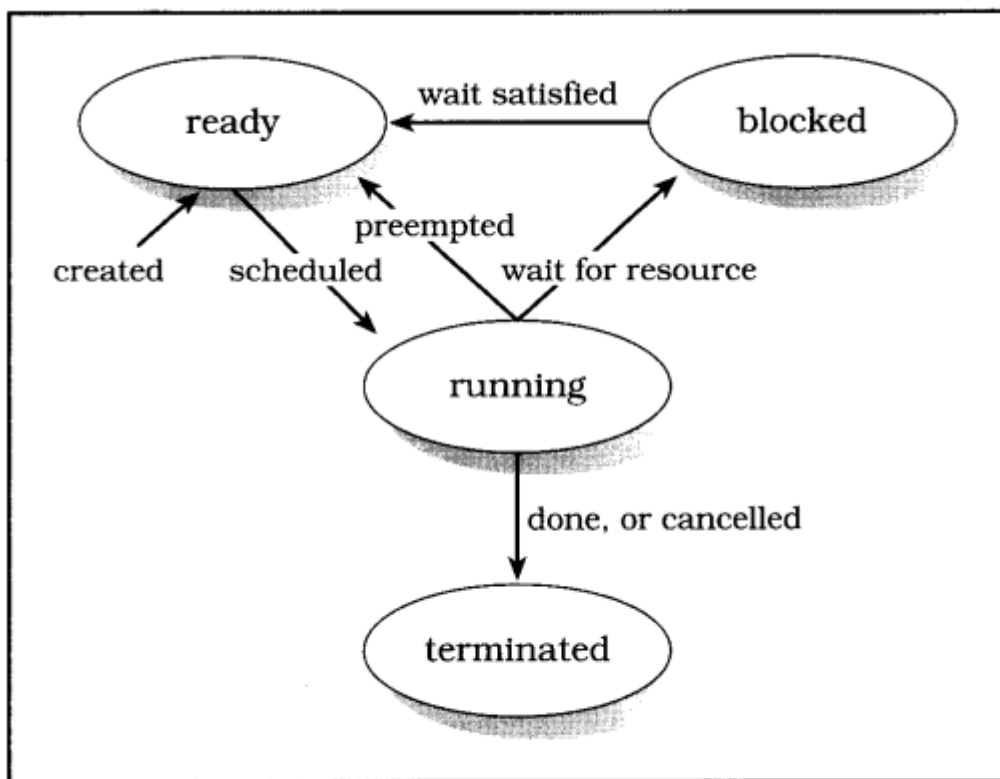 ready
wait satisfied
blocked
created
scheduled
preempted
wait for resource
running
done, or cancelled
terminated